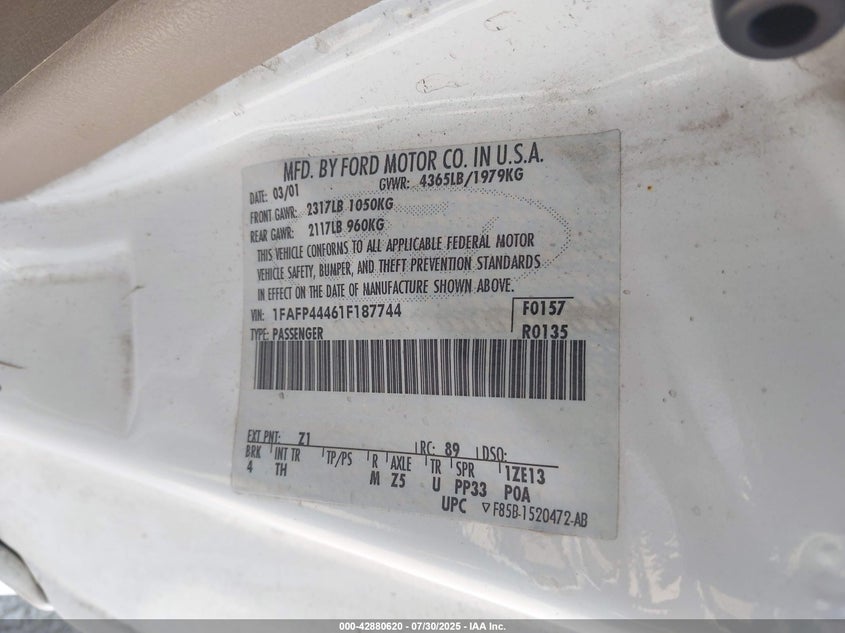 MFD. BY FORD MOTOR CO. IN U.S.A.
DATE: 03/01 GVWR: 4365LB/1979KG
FRONT GAWR: 2317LB 1050KG
REAR GAWR: 2117LB 960KG
THIS VEHICLE CONFORMS TO ALL APPLICABLE FEDERAL MOTOR
VEHICLE SAFETY, BUMPER, AND THEFT PREVENTION STANDARDS
IN EFFECT ON THE DATE OF MANUFACTURE SHOWN ABOVE.
VIN: 1FAFP44461F187744 F0157
TYPE: PASSENGER R0135
EXT PNT: Z1 RC: 89 DSO:
BRK INT TR TP/PS R AXLE TR SPR 1ZE13
4 TH M Z5 U PP33 POA
UPC ▽F85B-1520472-AB
000-42880620 | 07/30/2025 - IAA Inc.